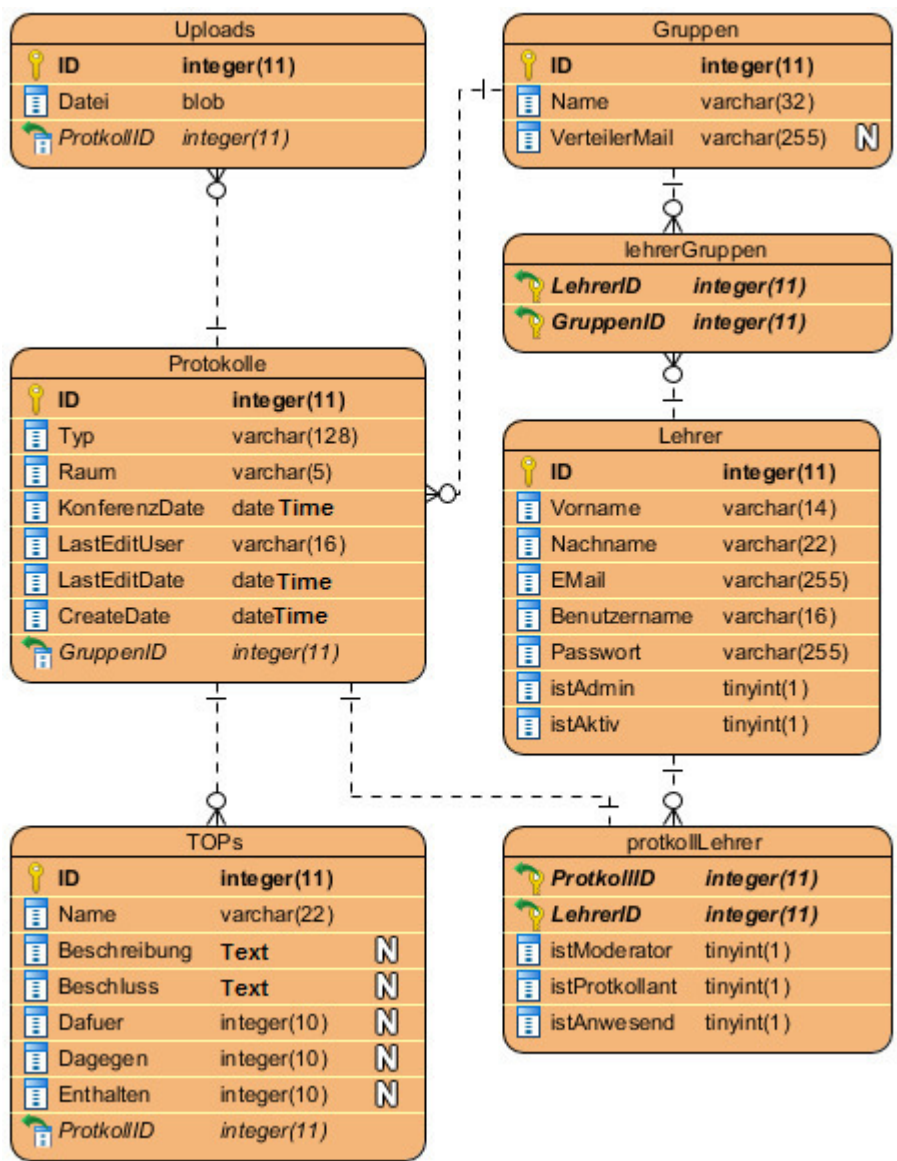 Uploads
ID integer(11)
Datei blob
ProtkollID integer(11)
Gruppen
ID integer(11)
Name varchar(32)
VerteilerMail varchar(255) N
lehrerGruppen
LehrerID integer(11)
GruppenID integer(11)
Protokolle
ID integer(11)
Typ varchar(128)
Raum varchar(5)
KonferenzDate date Time
LastEditUser varchar(16)
LastEditDate date Time
CreateDate dateTime
GruppenID integer(11)
Lehrer
ID integer(11)
Vorname varchar(14)
Nachname varchar(22)
EMail varchar(255)
Benutzername varchar(16)
Passwort varchar(255)
istAdmin tinyint(1)
istAktiv tinyint(1)
TOPs
ID integer(11)
Name varchar(22)
Beschreibung Text N
Beschluss Text N
Dafuer integer(10) N
Dagegen integer(10) N
Enthalten integer(10) N
ProtkollID integer(11)
protkollLehrer
ProtkollID integer(11)
LehrerID integer(11)
istModerator tinyint(1)
istProtkollant tinyint(1)
istAnwesend tinyint(1)